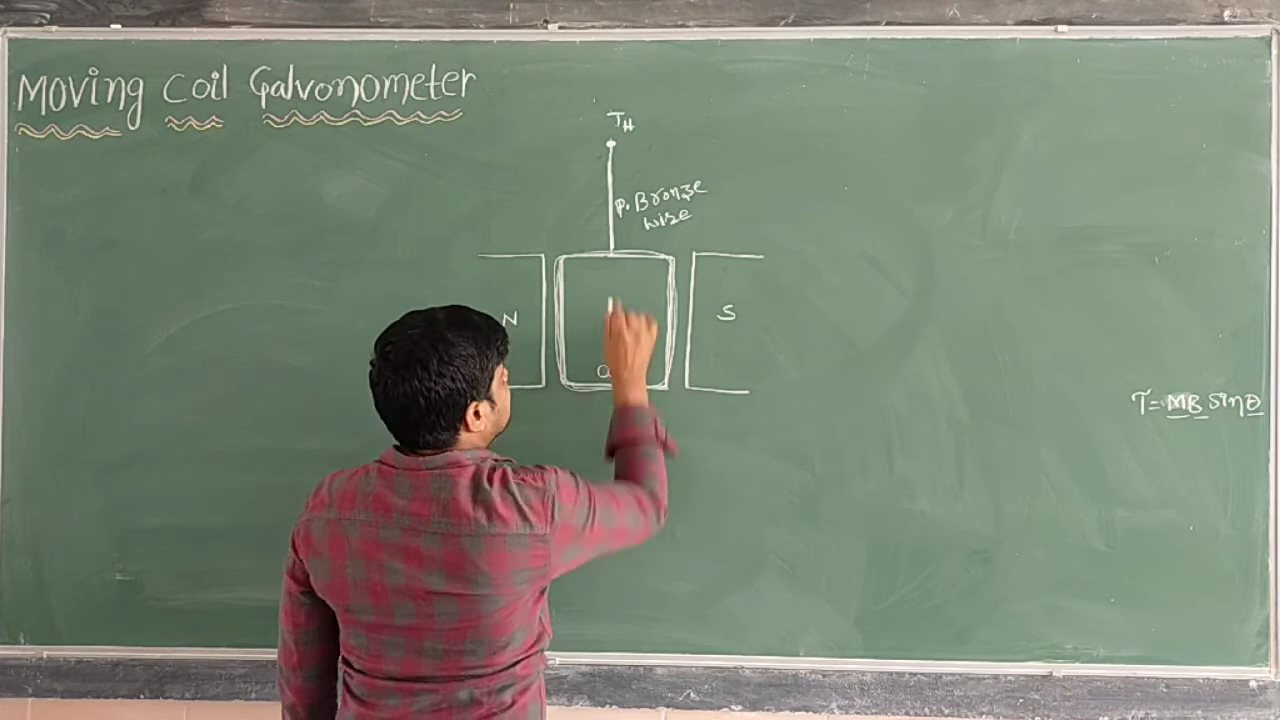 Moving Coil Galvonometer
TH
P. Bronze
wire
N
S
a
τ= MB sinθ